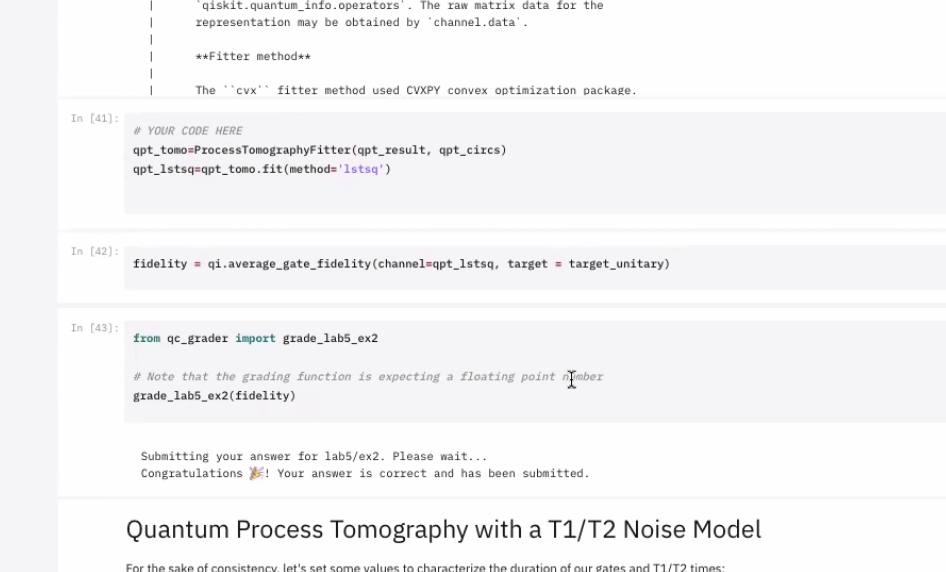 |      `qiskit.quantum_info.operators`. The raw matrix data for the
|      representation may be obtained by `channel.data`.
|
|      **Fitter method**
|
|      The ``cvx`` fitter method used CVXPY convex optimization package.
In [41]:
# YOUR CODE HERE
qpt_tomo=ProcessTomographyFitter(qpt_result, qpt_circs)
qpt_lstsq=qpt_tomo.fit(method='lstsq')
In [42]:
fidelity = qi.average_gate_fidelity(channel=qpt_lstsq, target = target_unitary)
In [43]:
from qc_grader import grade_lab5_ex2
# Note that the grading function is expecting a floating point number
grade_lab5_ex2(fidelity)
Submitting your answer for lab5/ex2. Please wait...
Congratulations 🎉! Your answer is correct and has been submitted.
Quantum Process Tomography with a T1/T2 Noise Model
For the sake of consistency, let's set some values to characterize the duration of our gates and T1/T2 times: